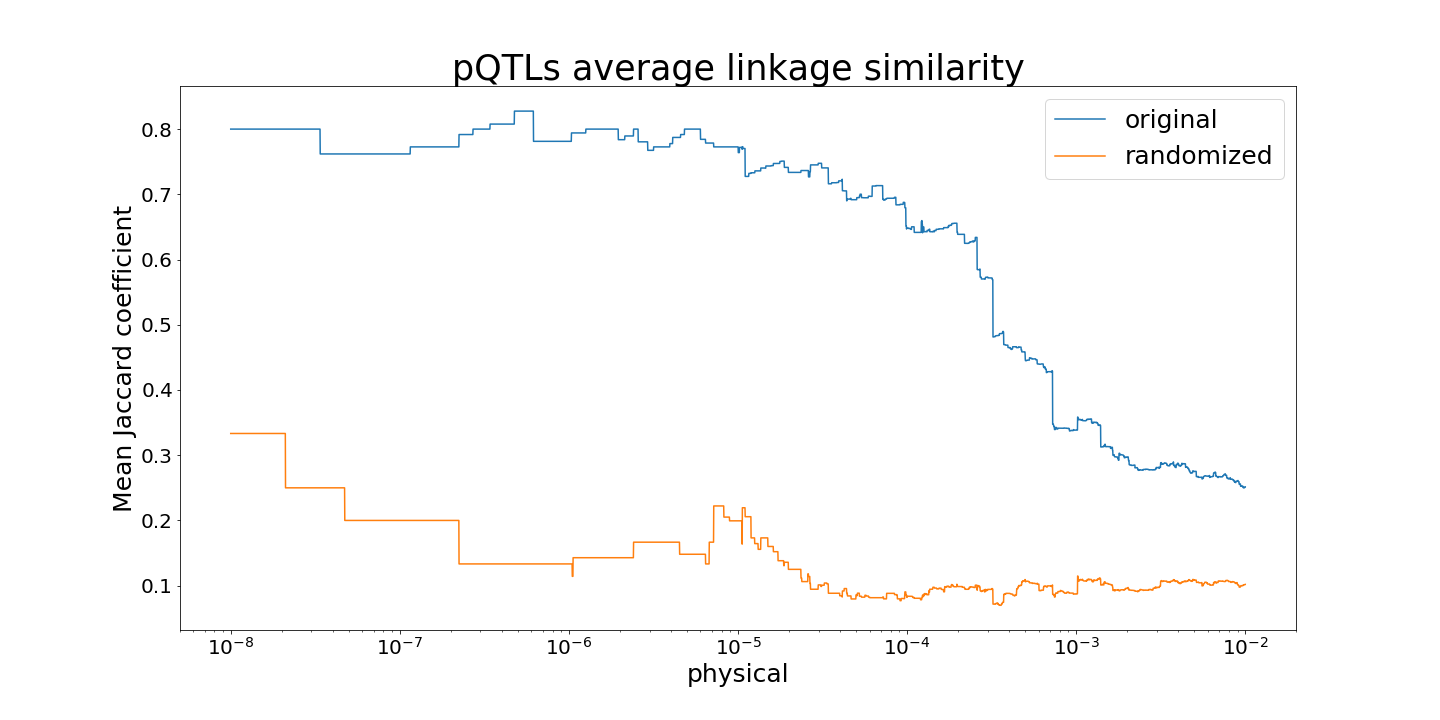 pQTLs average linkage similarity
original
randomized
Mean Jaccard coefficient
0.8
0.7
0.6
0.5
0.4
0.3
0.2
0.1
10⁻⁸ 10⁻⁷ 10⁻⁶ 10⁻⁵ 10⁻⁴ 10⁻³ 10⁻²
physical